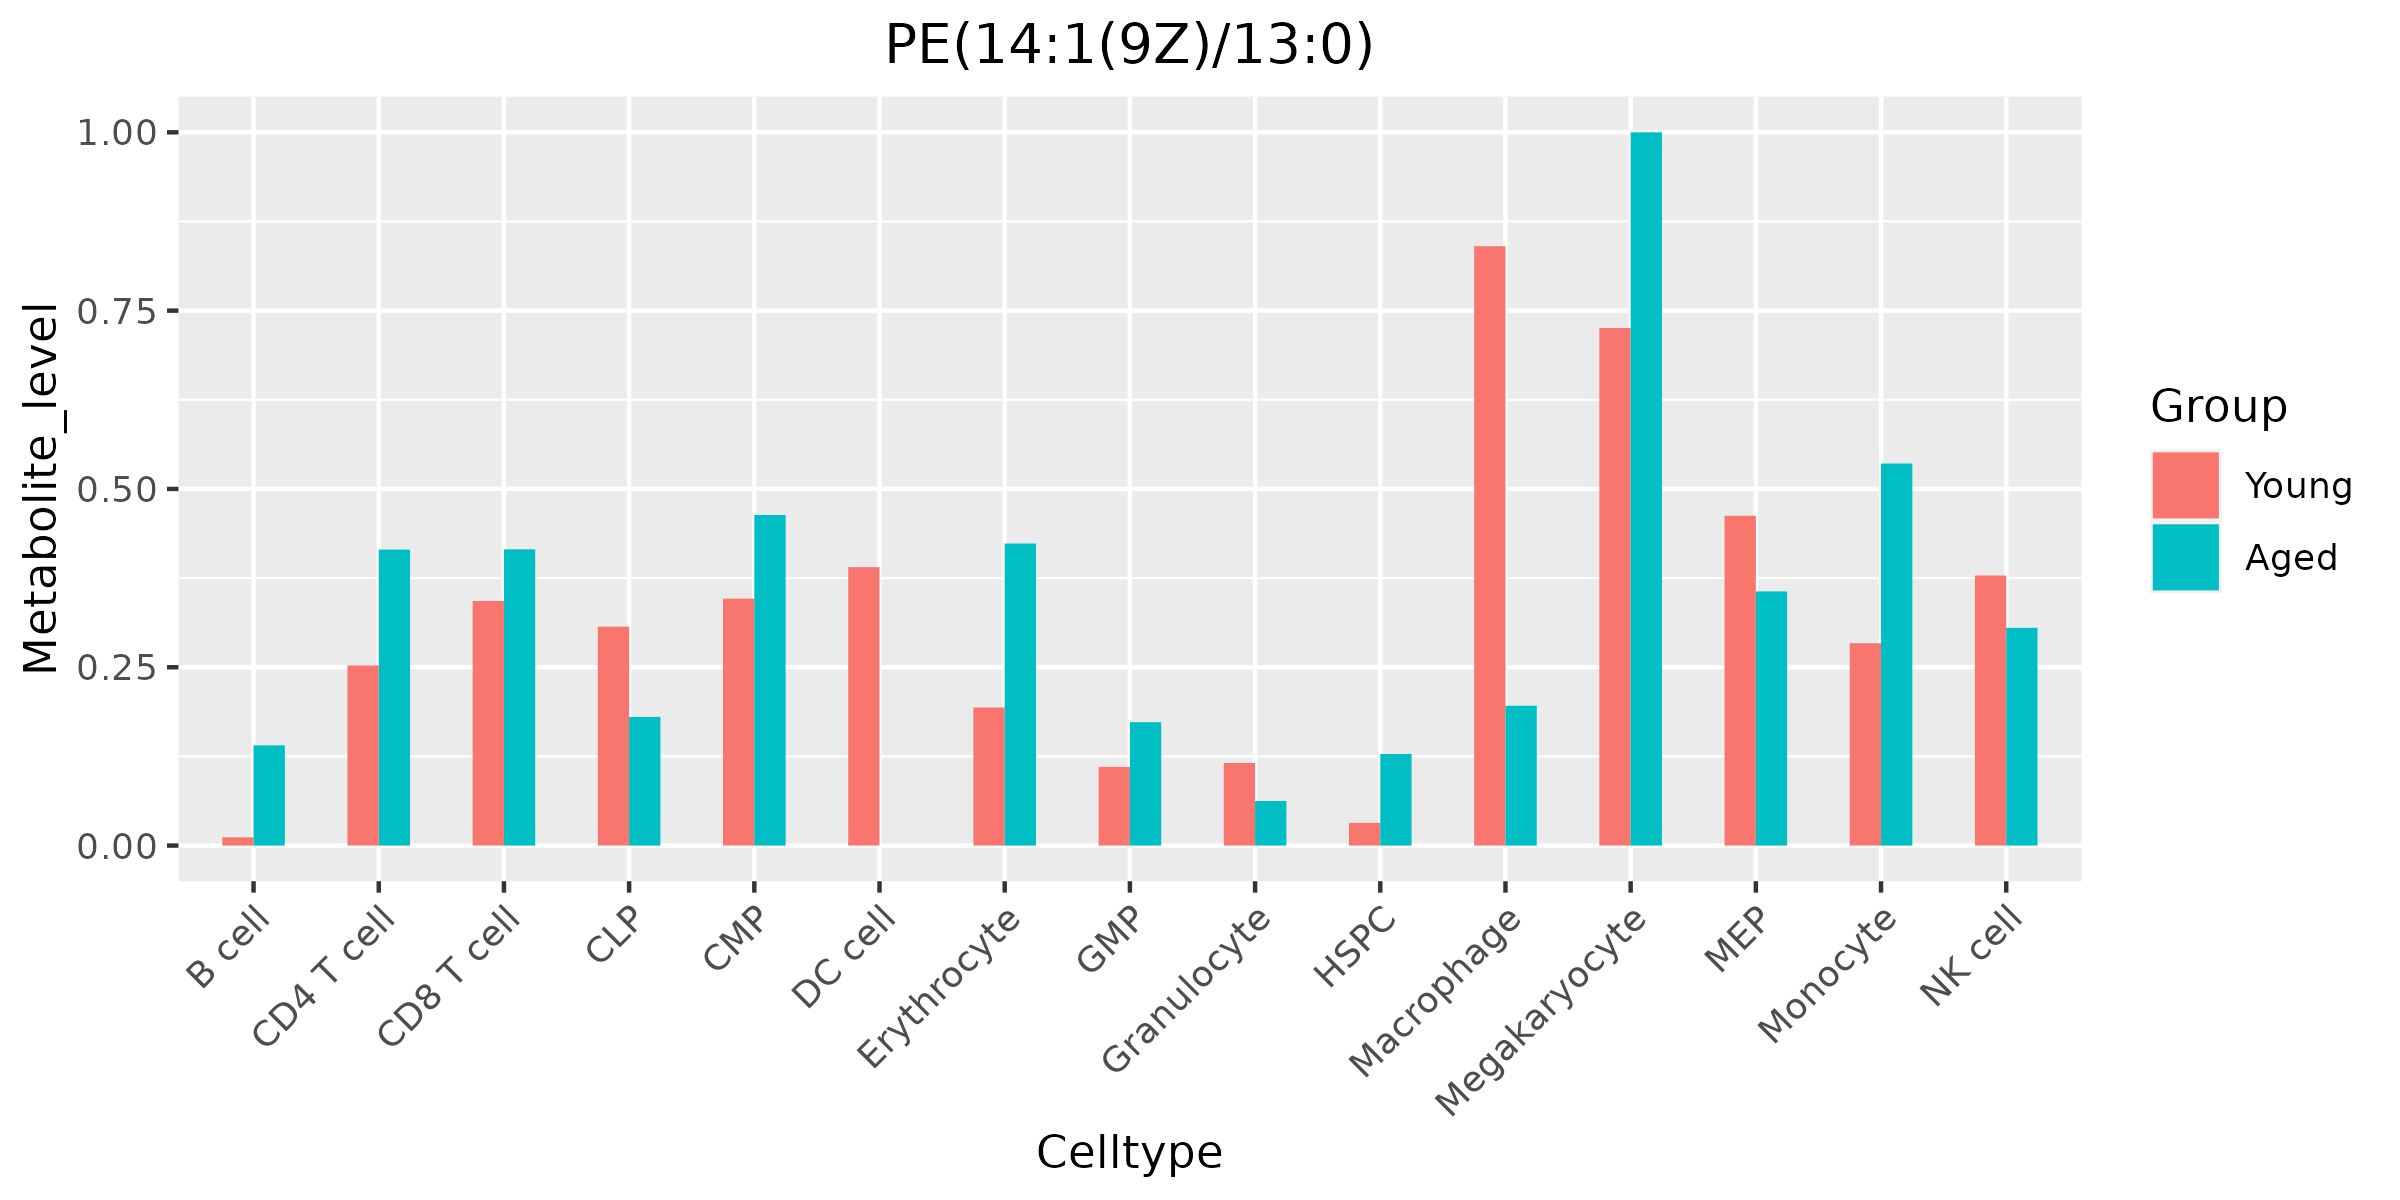 PE(14:1(9Z)/13:0)
Metabolite_level
1.00
0.75
0.50
0.25
0.00
B cell
CD4 T cell
CD8 T cell
CLP
CMP
DC cell
Erythrocyte
GMP
Granulocyte
HSPC
Macrophage
Megakaryocyte
MEP
Monocyte
NK cell
Celltype
Group
Young
Aged